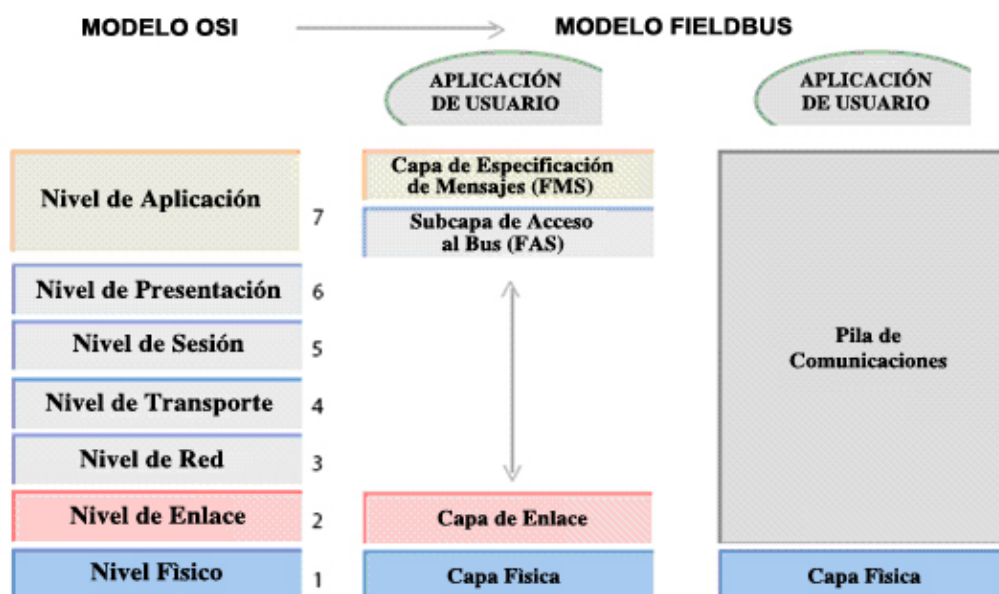 MODELO OSI
MODELO FIELDBUS
APLICACIÓN
DE USUARIO
APLICACIÓN
DE USUARIO
Nivel de Aplicación
7
Capa de Especificación
de Mensajes (FMS)
Subcapa de Acceso
al Bus (FAS)
Nivel de Presentación
6
Nivel de Sesión
5
Nivel de Transporte
4
Nivel de Red
3
Nivel de Enlace
2
Capa de Enlace
Pila de
Comunicaciones
Nivel Fìsico
1
Capa Fìsica
Capa Fìsica